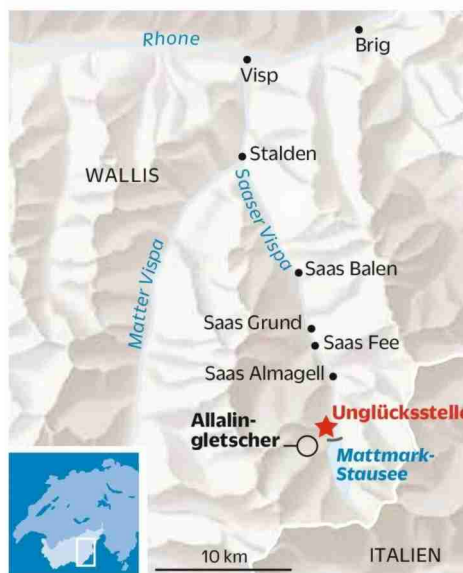 Rhone
Brig
Visp
Stalden
WALLIS
Saaser Vispa
Matter Vispa
Saas Balen
Saas Grund
Saas Fee
Saas Almagell
Unglücksstelle
Allalin-
gletscher
Mattmark-
Stausee
10 km
ITALIEN